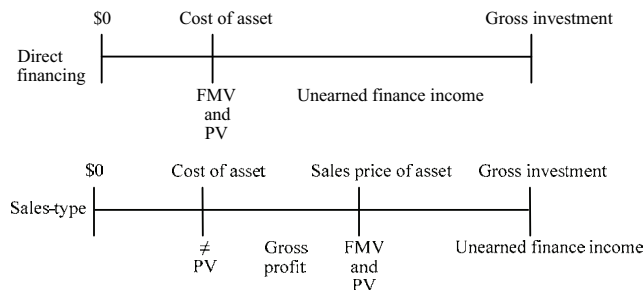 $0 Cost of asset Gross investment
Direct
financing
FMV Unearned finance income
and
PV
$0 Cost of asset Sales price of asset Gross investment
Sales-type
≠ Gross FMV Unearned finance income
PV profit and
PV